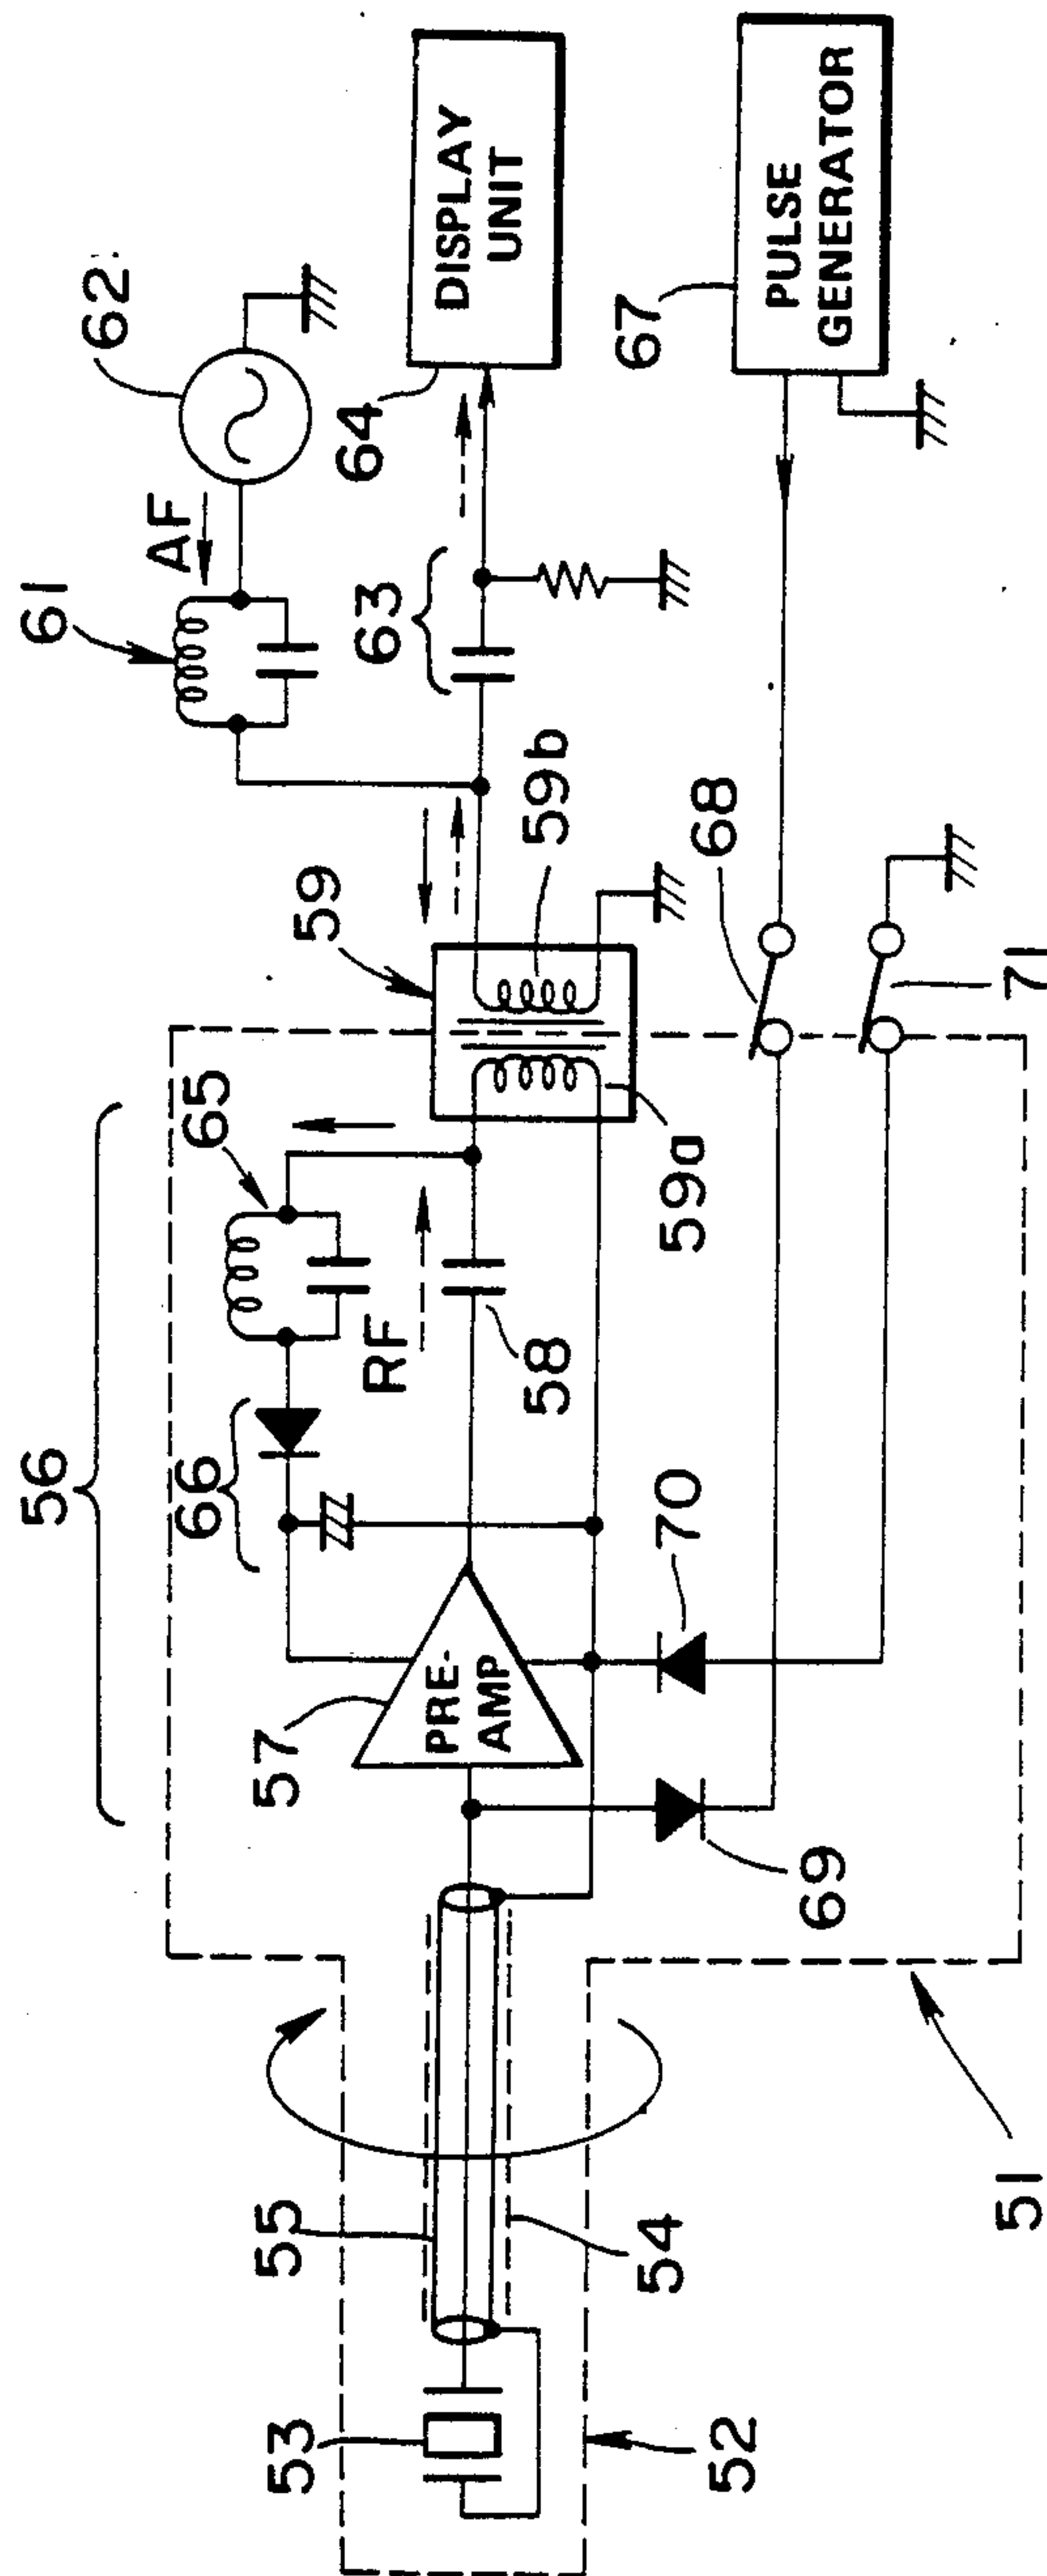 62
DISPLAY
UNIT
PULSE
GENERATOR
67
64
AF
61
63
59b
68
59
71
65
59a
RF
58
56
66
70
57
PRE-
AMP
69
55
54
51
53
52